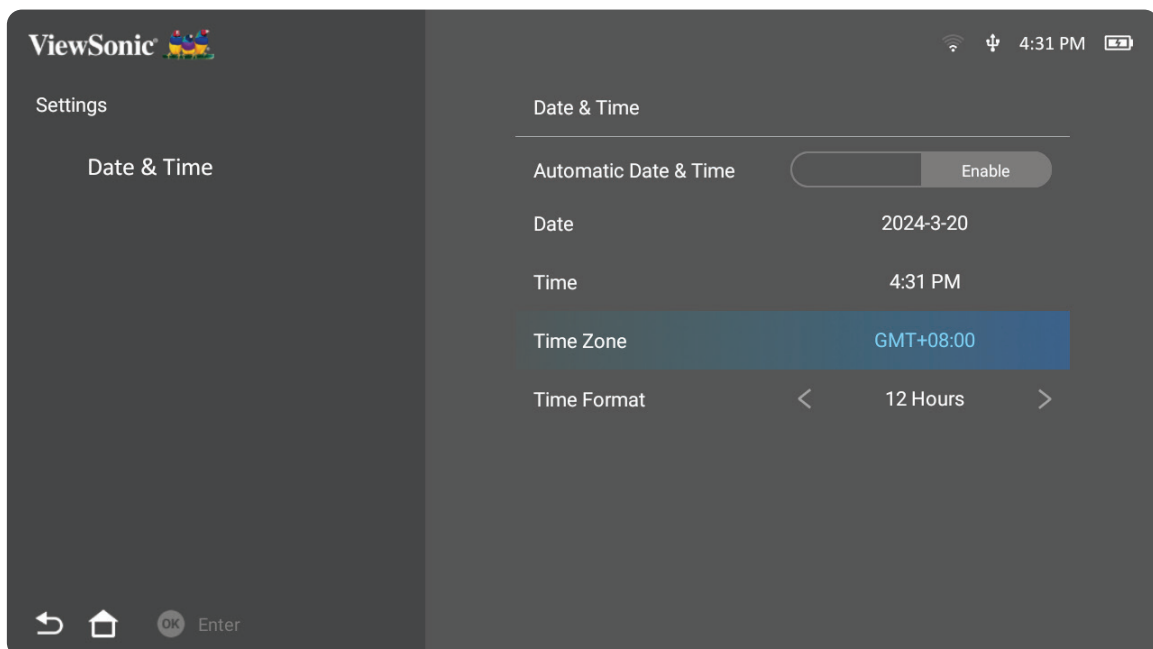 ViewSonic
4:31 PM
Settings
Date & Time
Date & Time
Automatic Date & Time Enable
Date 2024-3-20
Time 4:31 PM
Time Zone GMT+08:00
Time Format < 12 Hours >
OK Enter